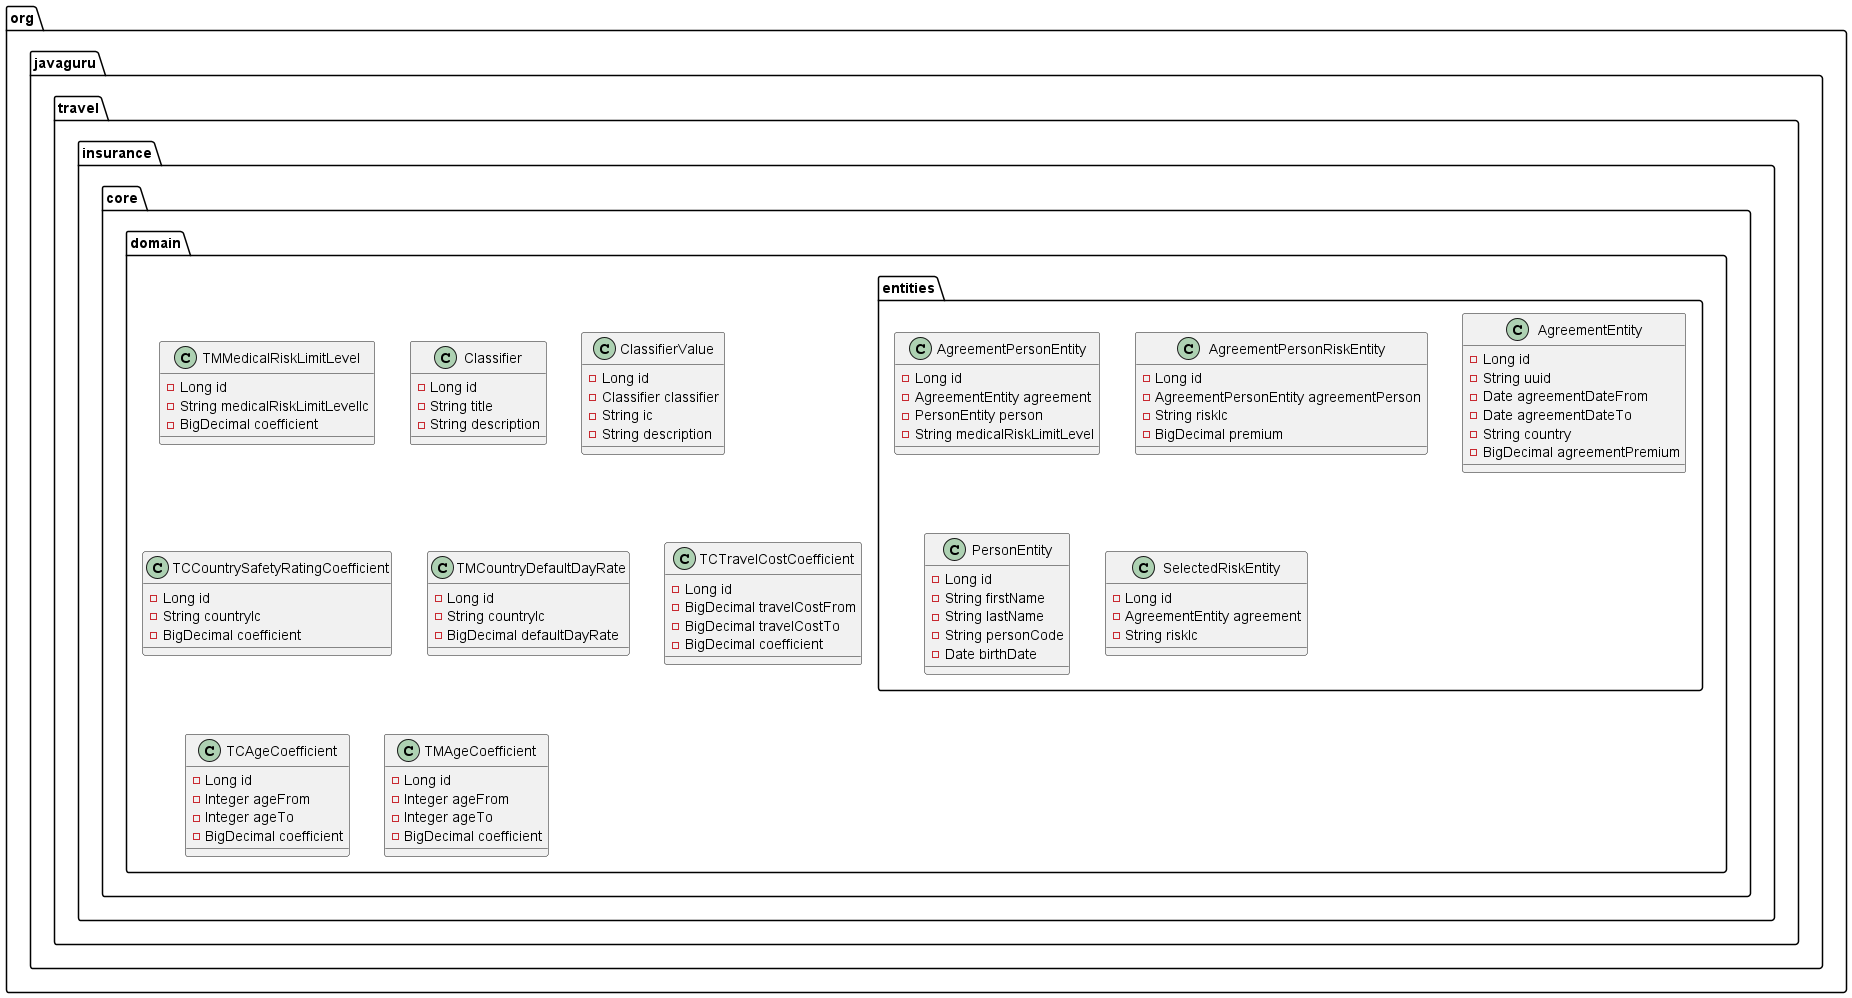 org
javaguru
travel
insurance
core
domain
entities
C TMMedicalRiskLimitLevel
Long id
String medicalRiskLimitLevelIc
BigDecimal coefficient
C Classifier
Long id
String title
String description
C ClassifierValue
Long id
Classifier classifier
String ic
String description
C AgreementPersonEntity
Long id
AgreementEntity agreement
PersonEntity person
String medicalRiskLimitLevel
C AgreementPersonRiskEntity
Long id
AgreementPersonEntity agreementPerson
String riskIc
BigDecimal premium
C AgreementEntity
Long id
String uuid
Date agreementDateFrom
Date agreementDateTo
String country
BigDecimal agreementPremium
C TCCountrySafetyRatingCoefficient
Long id
String countryIc
BigDecimal coefficient
C TMCountryDefaultDayRate
Long id
String countryIc
BigDecimal defaultDayRate
C TCTravelCostCoefficient
Long id
BigDecimal travelCostFrom
BigDecimal travelCostTo
BigDecimal coefficient
C PersonEntity
Long id
String firstName
String lastName
String personCode
Date birthDate
C SelectedRiskEntity
Long id
AgreementEntity agreement
String riskIc
C TCAgeCoefficient
Long id
Integer ageFrom
Integer ageTo
BigDecimal coefficient
C TMAgeCoefficient
Long id
Integer ageFrom
Integer ageTo
BigDecimal coefficient